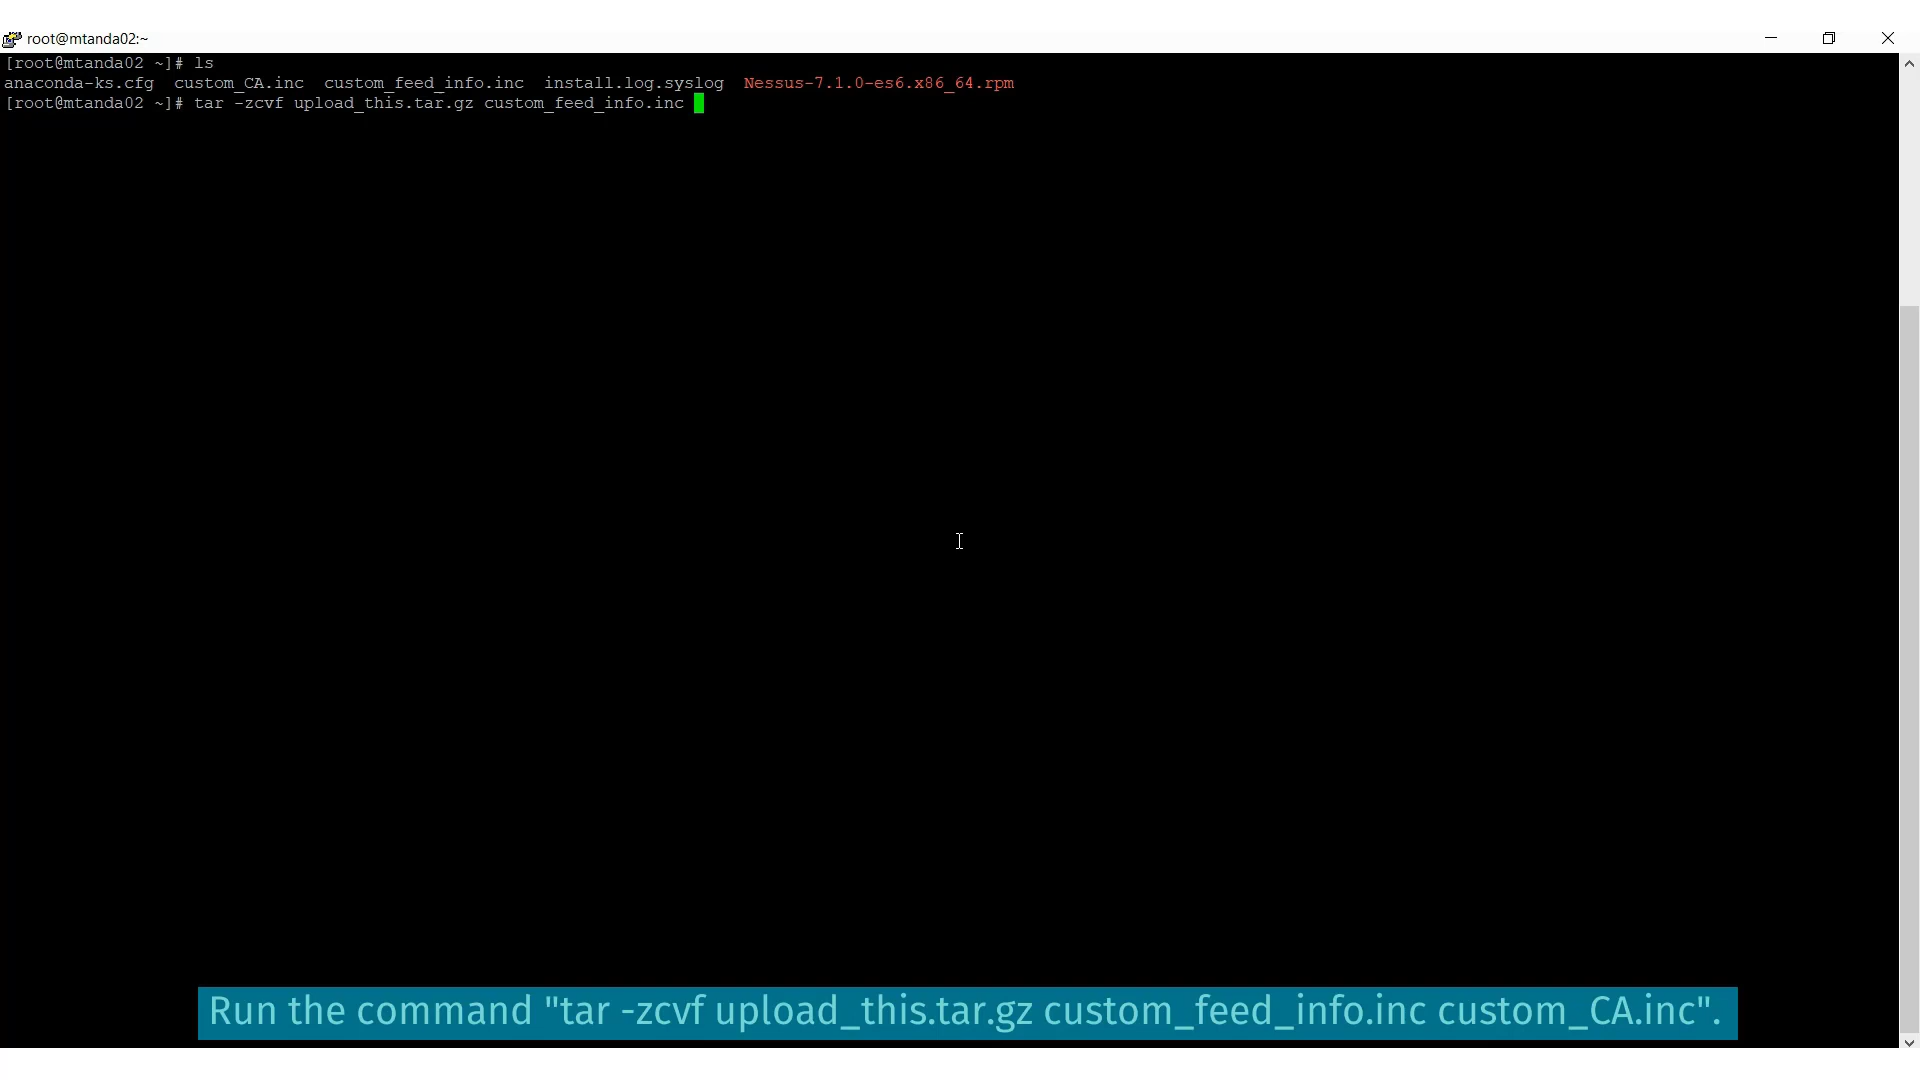 root@mtanda02:~
[root@mtanda02 ~]# ls
anaconda-ks.cfg  custom_CA.inc  custom_feed_info.inc  install.log.syslog  Nessus-7.1.0-es6.x86_64.rpm
[root@mtanda02 ~]# tar -zcvf upload_this.tar.gz custom_feed_info.inc
Run the command "tar -zcvf upload_this.tar.gz custom_feed_info.inc custom_CA.inc".